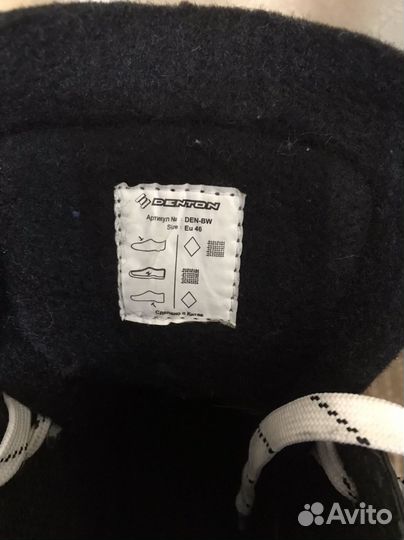 DENTON
Артикул № : DEN-BW
Size : Eu 46
Сделано в Китае
Avito